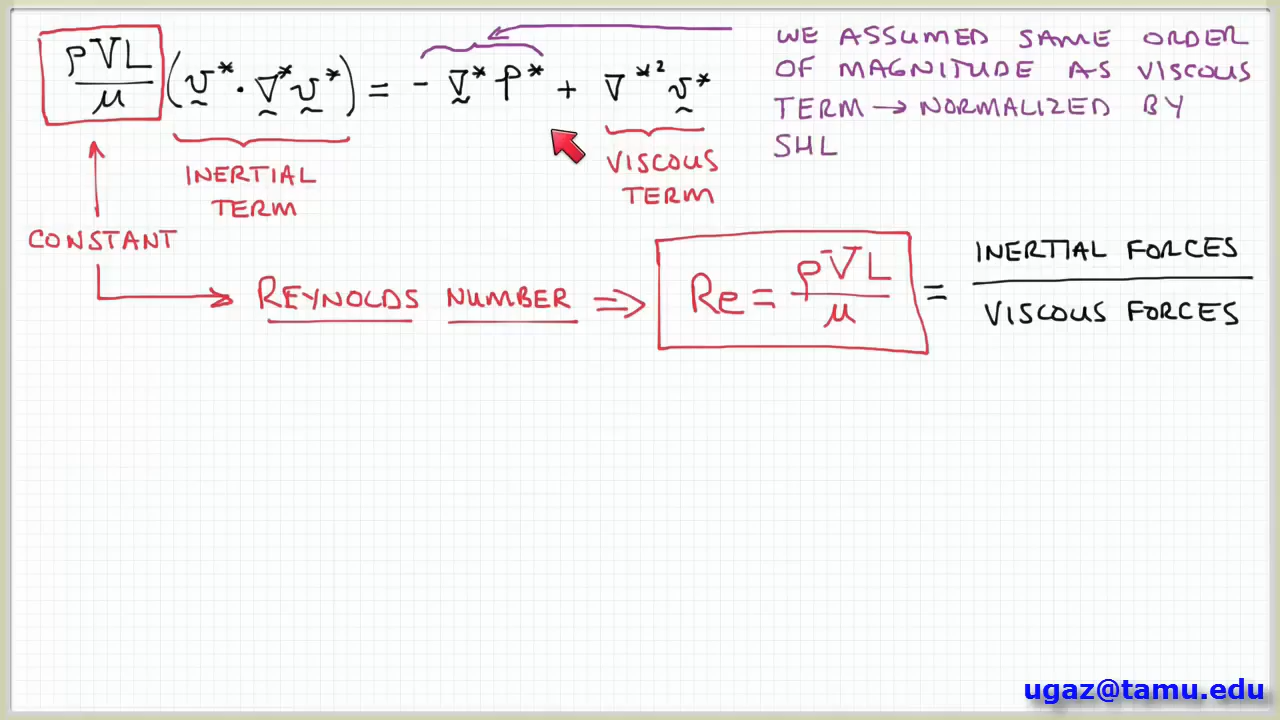 ρVL/μ (v* · ∇* v*) = - ∇* P* + ∇*² v*
WE ASSUMED SAME ORDER
OF MAGNITUDE AS VISCOUS
TERM → NORMALIZED BY
SHL
INERTIAL
TERM
VISCOUS
TERM
CONSTANT
REYNOLDS NUMBER ⇒ Re = ρVL/μ = INERTIAL FORCES / VISCOUS FORCES
ugaz@tamu.edu